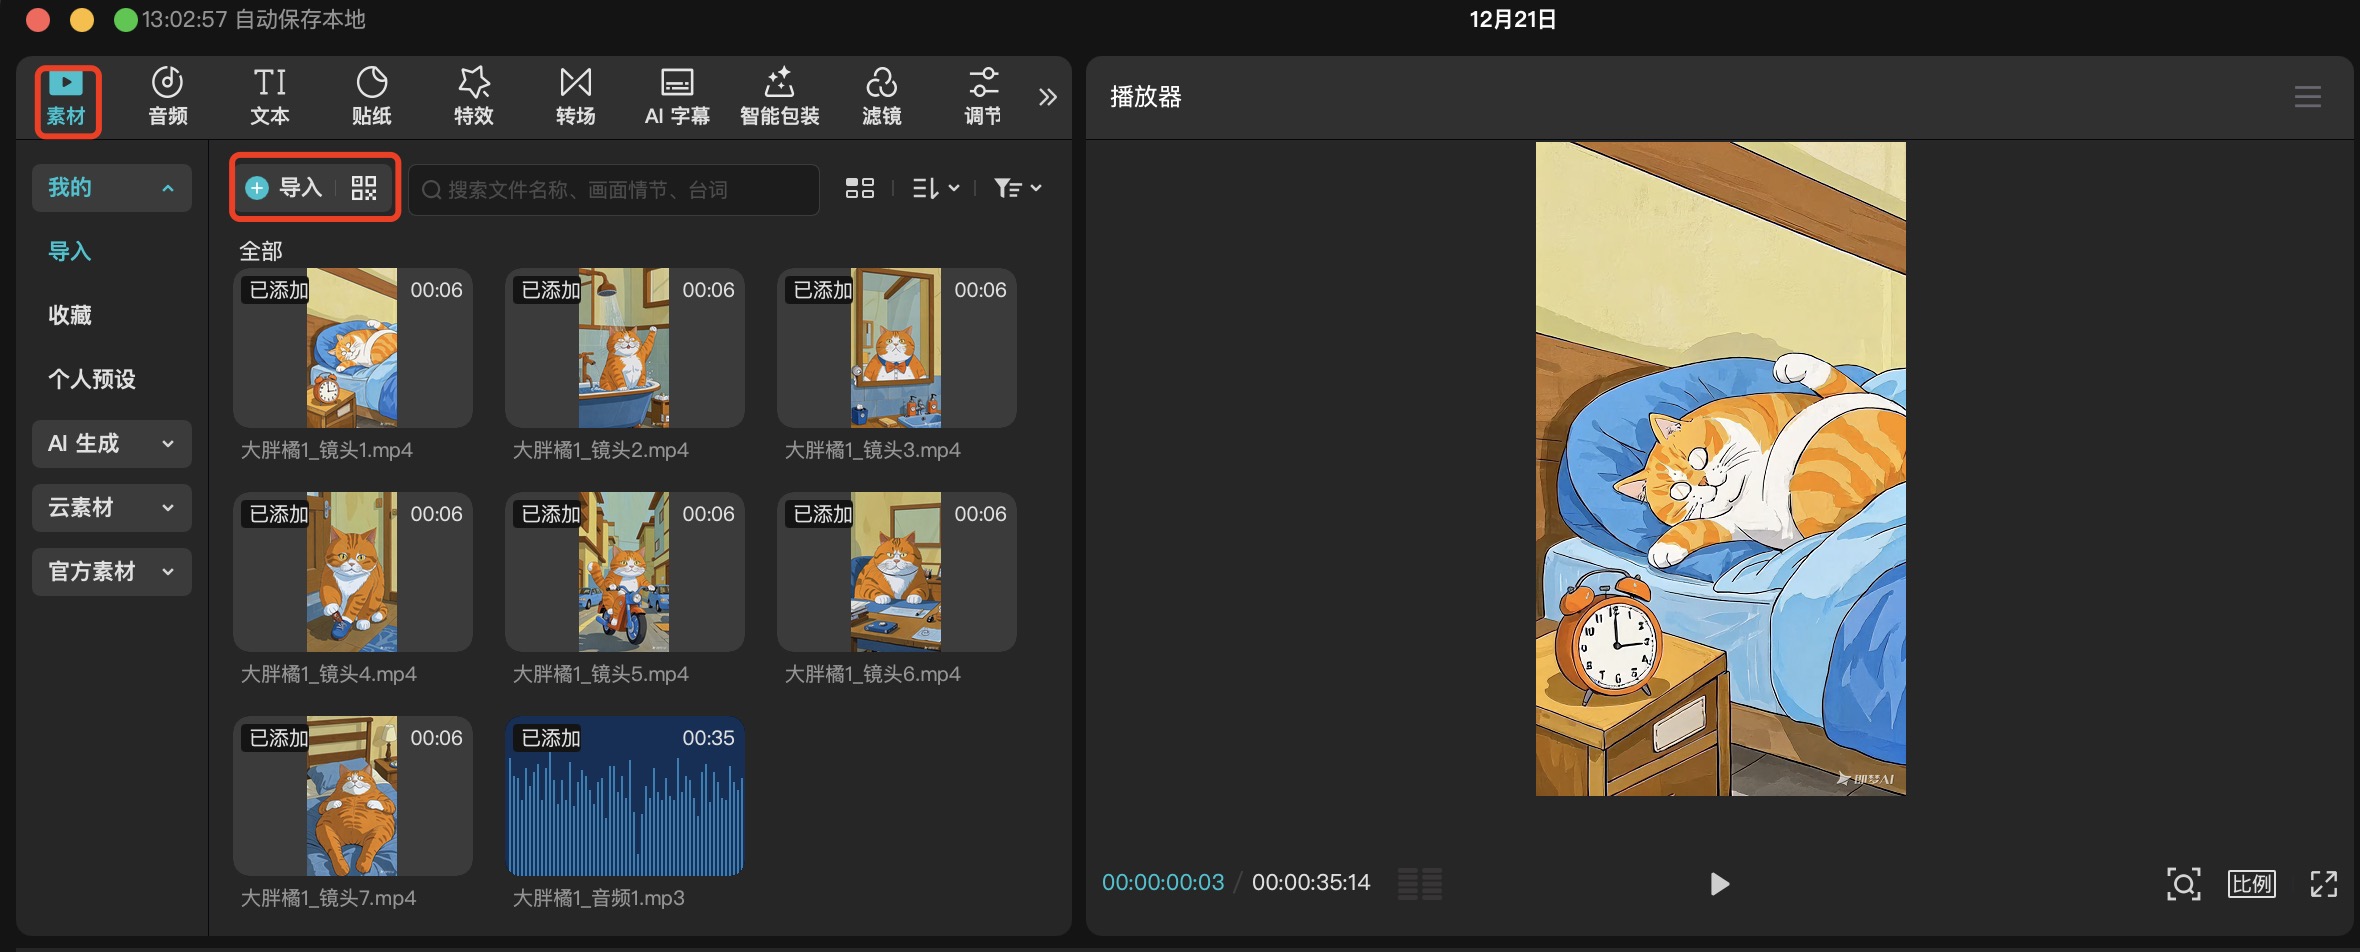 13:02:57 自动保存本地
12月21日
素材
音频
文本
贴纸
特效
转场
AI 字幕
智能包装
滤镜
调节
播放器
我的
导入
收藏
个人预设
AI 生成
云素材
官方素材
导入
搜索文件名称、画面情节、台词
全部
已添加 00:06
已添加 00:06
已添加 00:06
大胖橘1_镜头1.mp4
大胖橘1_镜头2.mp4
大胖橘1_镜头3.mp4
已添加 00:06
已添加 00:06
已添加 00:06
大胖橘1_镜头4.mp4
大胖橘1_镜头5.mp4
大胖橘1_镜头6.mp4
已添加 00:06
已添加 00:35
大胖橘1_镜头7.mp4
大胖橘1_音频1.mp3
即梦AI
00:00:00:03 / 00:00:35:14
比例